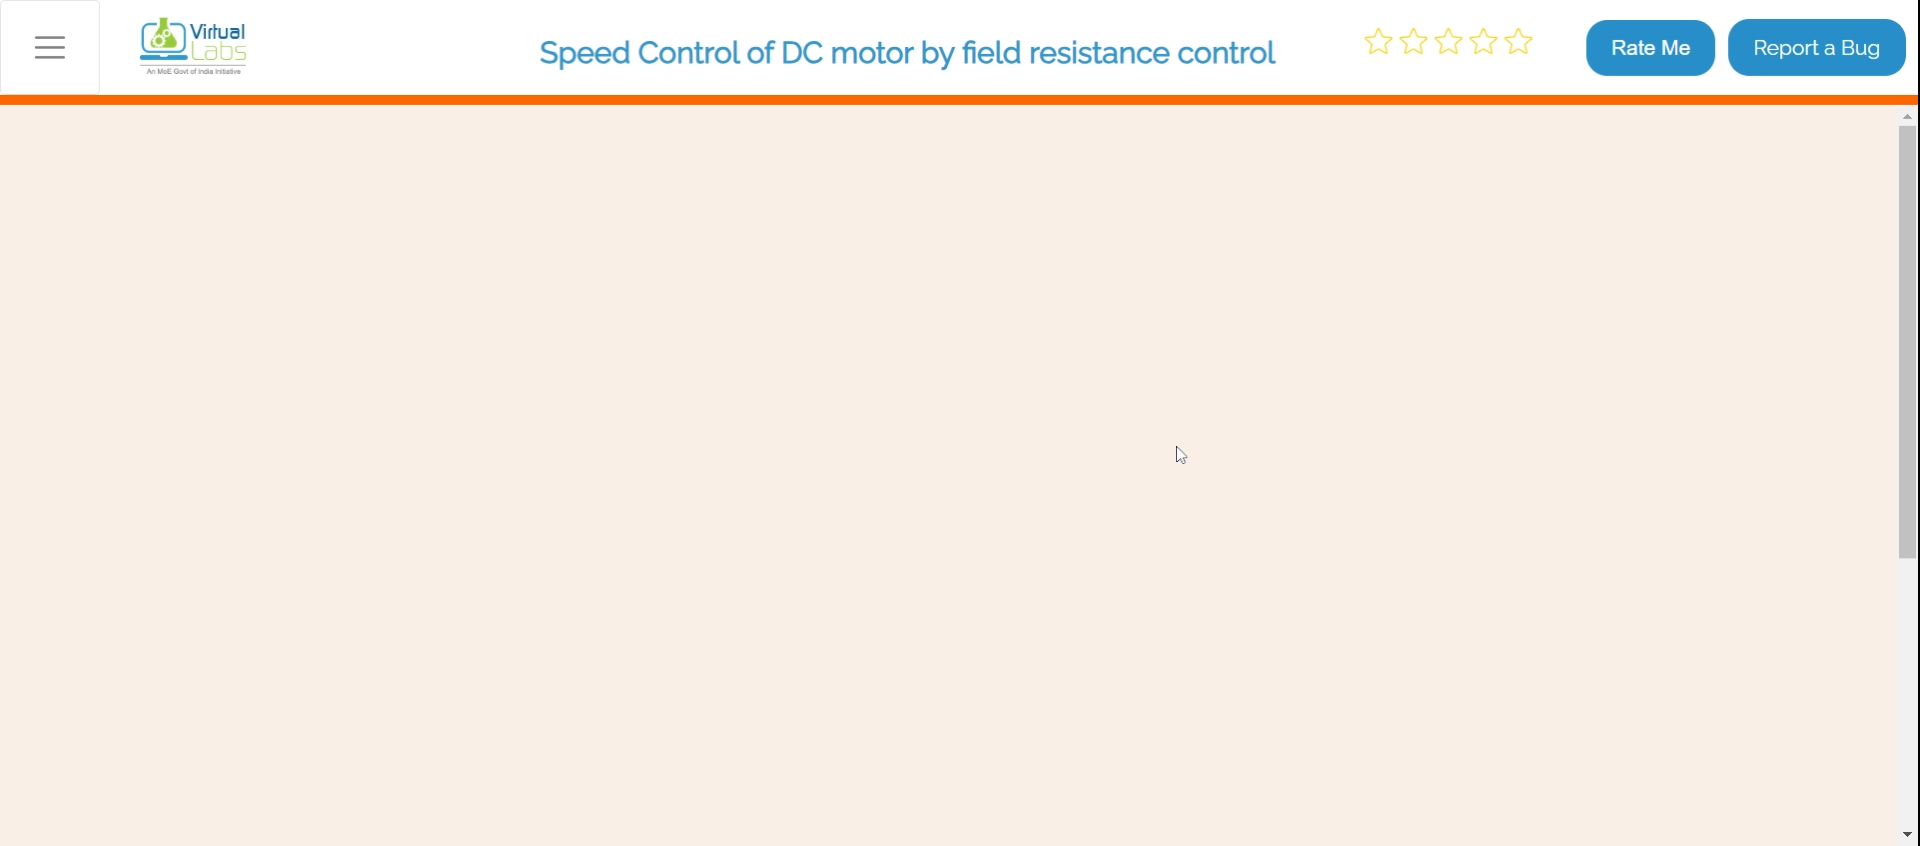 Virtual
Labs
An MoE Govt of India Initiative
Speed Control of DC motor by field resistance control
Rate Me
Report a Bug